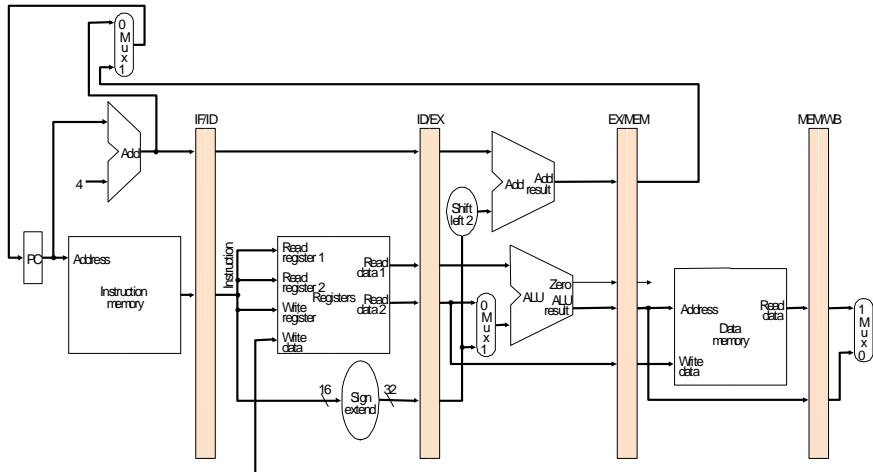 0
M
u
x
1
IF/ID
ID/EX
EX/MEM
MEM/WB
Add
4
Add
Add
result
Shift
left 2
PC
Address
Instruction
memory
Instruction
Read
register 1
Read
register 2
Write
register
Write
data
Registers
Read
data 1
Read
data 2
0
M
u
x
1
Zero
ALU
ALU
result
Address
Write
data
Data
memory
Read
data
1
M
u
x
0
16
Sign
extend
32